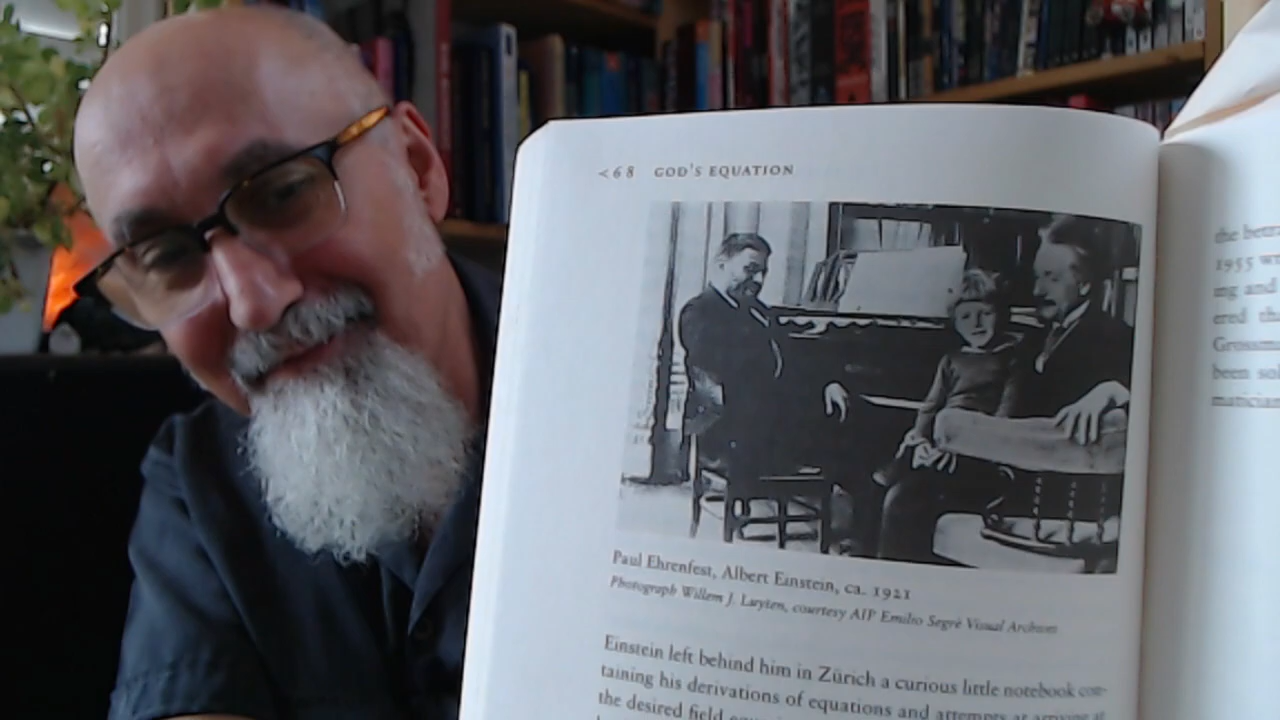 <68 GOD'S EQUATION
Paul Ehrenfest, Albert Einstein, ca. 1921
Photograph Willem J. Luyten, courtesy AIP Emilio Segrè Visual Archives
Einstein left behind him in Zürich a curious little notebook con-
taining his derivations of equations and attempts at arriving at
the desired field
the
1955
ing and
ered
Grossm
been sol
matician